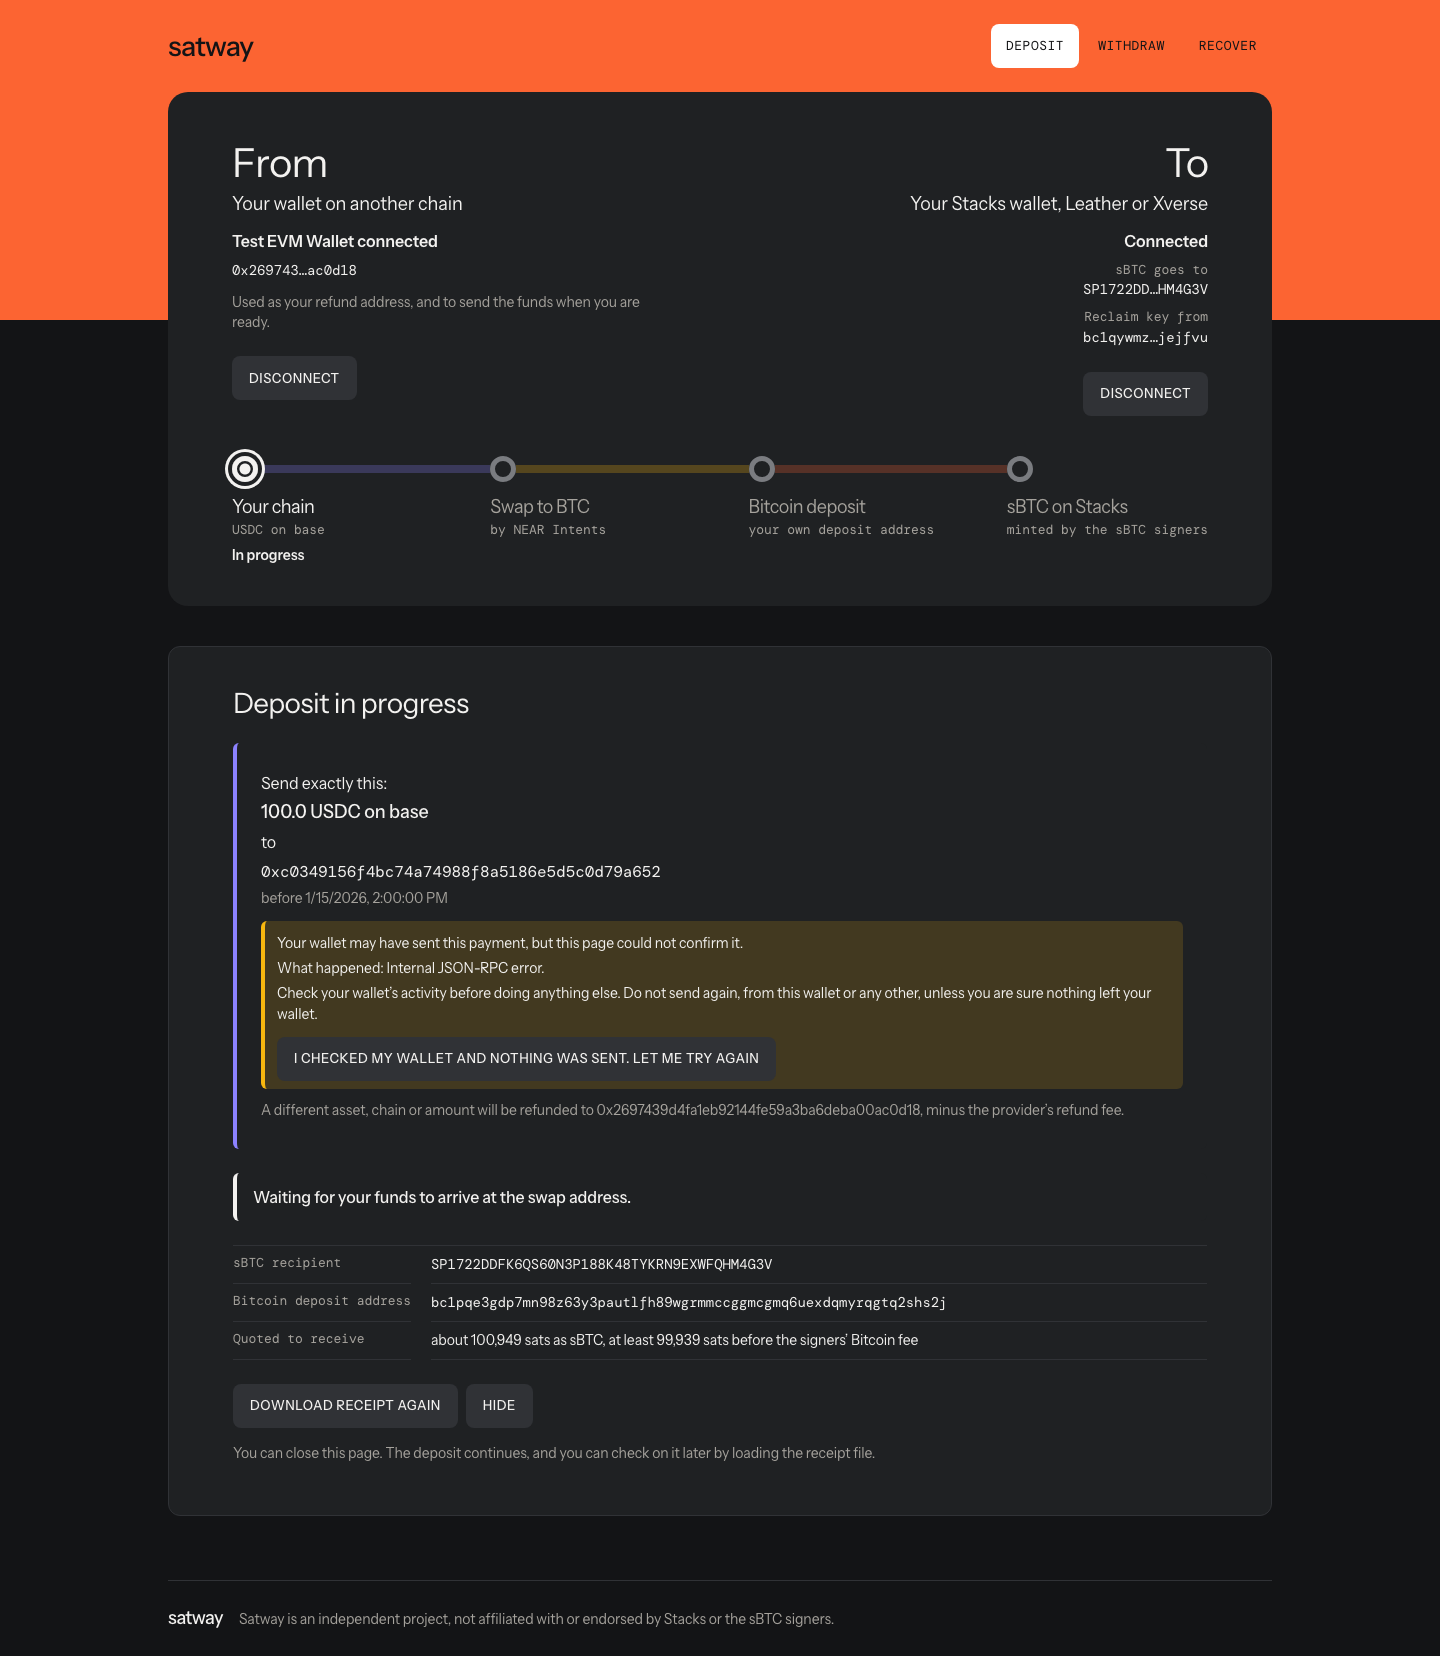 satway
DEPOSIT
WITHDRAW
RECOVER
From
Your wallet on another chain
Test EVM Wallet connected
0x269743…ac0d18
Used as your refund address, and to send the funds when you are
ready.
DISCONNECT
To
Your Stacks wallet, Leather or Xverse
Connected
sBTC goes to
SP1722DD…HM4G3V
Reclaim key from
bc1qywmz…jejfvu
DISCONNECT
Your chain
USDC on base
In progress
Swap to BTC
by NEAR Intents
Bitcoin deposit
your own deposit address
sBTC on Stacks
minted by the sBTC signers
Deposit in progress
Send exactly this:
100.0 USDC on base
to
0xc0349156f4bc74a74988f8a5186e5d5c0d79a652
before 1/15/2026, 2:00:00 PM
Your wallet may have sent this payment, but this page could not confirm it.
What happened: Internal JSON-RPC error.
Check your wallet’s activity before doing anything else. Do not send again, from this wallet or any other, unless you are sure nothing left your
wallet.
I CHECKED MY WALLET AND NOTHING WAS SENT. LET ME TRY AGAIN
A different asset, chain or amount will be refunded to 0x2697439d4fa1eb92144fe59a3ba6deba00ac0d18, minus the provider’s refund fee.
Waiting for your funds to arrive at the swap address.
sBTC recipient
SP1722DDFK6QS60N3P188K48TYKRN9EXWFQHM4G3V
Bitcoin deposit address
bc1pqe3gdp7mn98z63y3pautlfh89wgrmmccggmcgmq6uexdqmyrqgtq2shs2j
Quoted to receive
about 100,949 sats as sBTC, at least 99,939 sats before the signers’ Bitcoin fee
DOWNLOAD RECEIPT AGAIN
HIDE
You can close this page. The deposit continues, and you can check on it later by loading the receipt file.
satway
Satway is an independent project, not affiliated with or endorsed by Stacks or the sBTC signers.